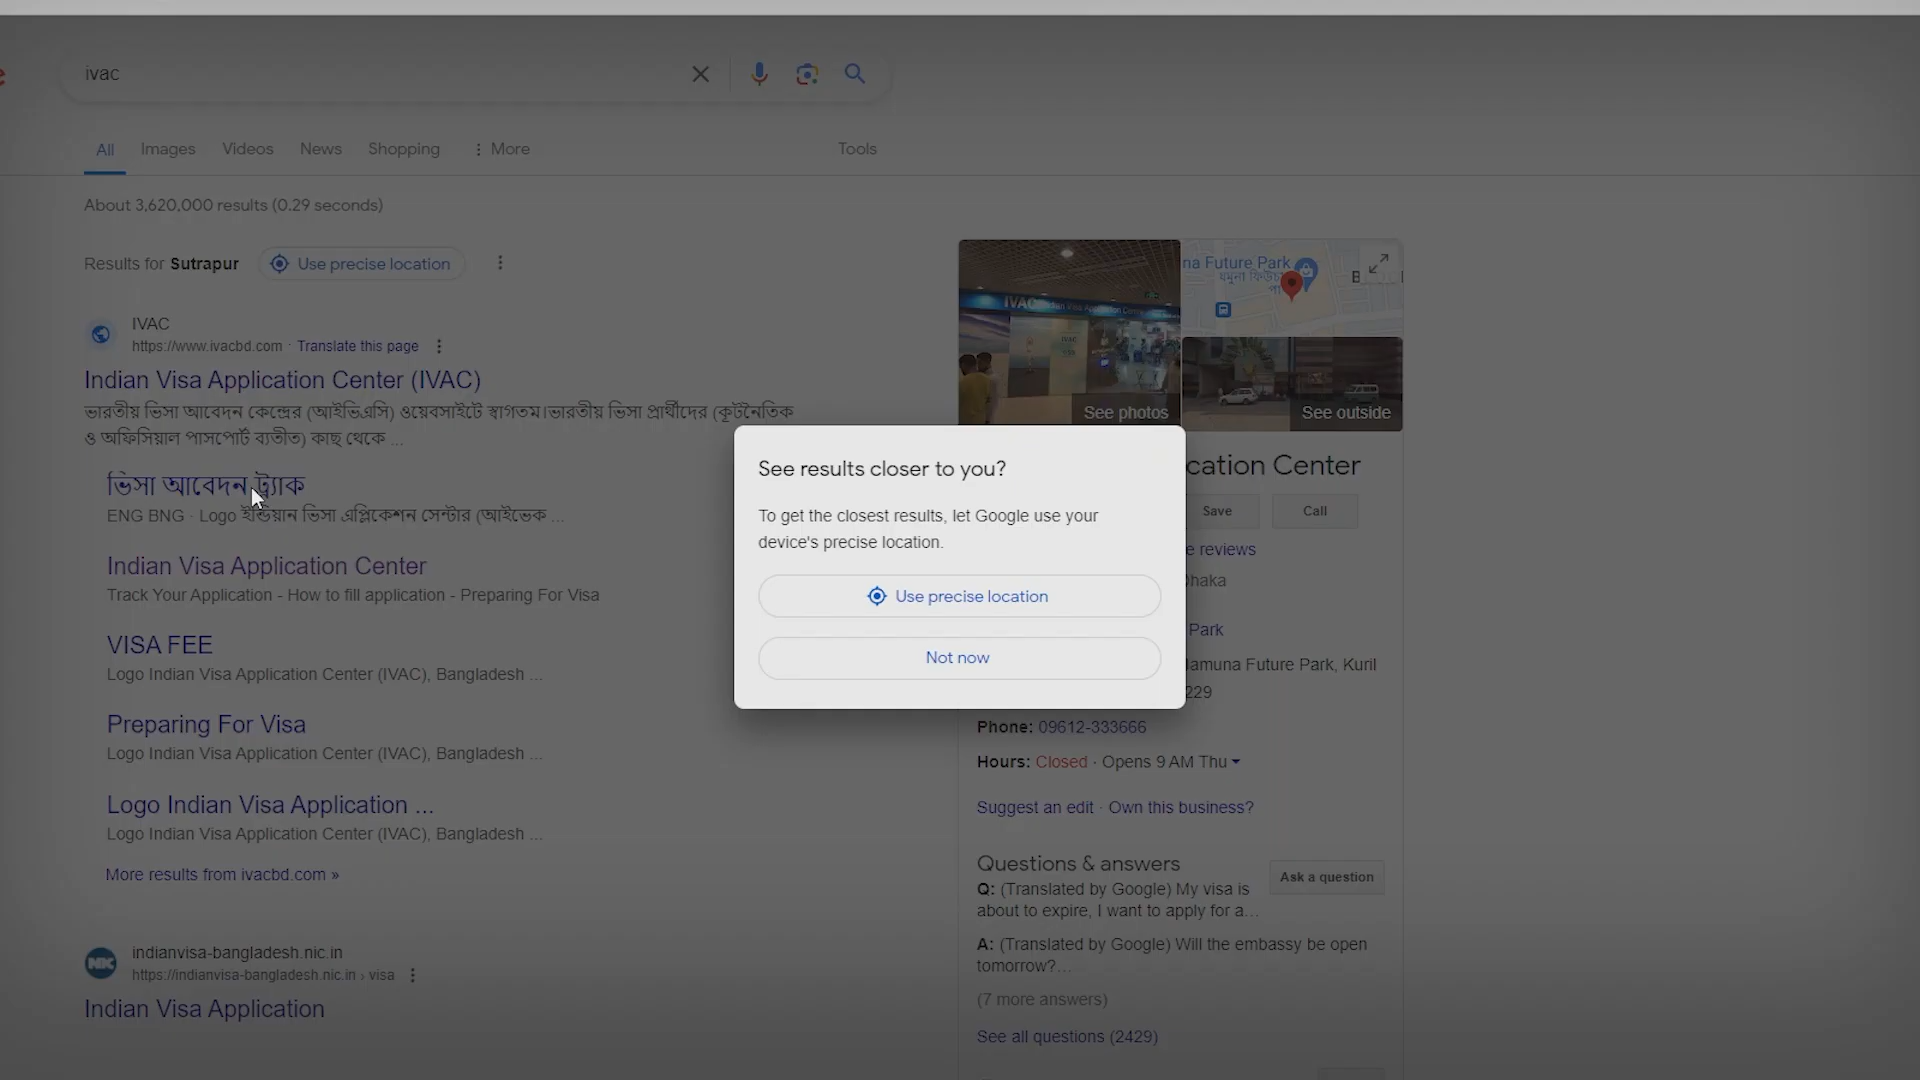 ivac
All Images Videos News Shopping More Tools
About 3,620,000 results (0.29 seconds)
Results for Sutrapur Use precise location
IVAC
https://www.ivacbd.com · Translate this page
Indian Visa Application Center (IVAC)
ভারতীয় ভিসা আবেদন কেন্দ্রের (আইভিএসি) ওয়েবসাইটে স্বাগতম।ভারতীয় ভিসা প্রার্থীদের (কূটনৈতিক
ও অফিসিয়াল পাসপোর্ট ব্যতীত) কাছ থেকে ...
ভিসা আবেদন ট্র্যাক
ENG BNG · Logo ইন্ডিয়ান ভিসা এপ্লিকেশন সেন্টার (আইভেক ...
Indian Visa Application Center
Track Your Application - How to fill application - Preparing For Visa
VISA FEE
Logo Indian Visa Application Center (IVAC), Bangladesh ...
Preparing For Visa
Logo Indian Visa Application Center (IVAC), Bangladesh ...
Logo Indian Visa Application ...
Logo Indian Visa Application Center (IVAC), Bangladesh ...
More results from ivacbd.com »
NIC
indianvisa-bangladesh.nic.in
https://indianvisa-bangladesh.nic.in › visa
Indian Visa Application
See results closer to you?
To get the closest results, let Google use your
device's precise location.
Use precise location
Not now
IVAC Indian Visa Application
See photos
na Future Park
যমুনা ফিউচার
পা
See outside
cation Center
Save Call
e reviews
Dhaka
Park
Jamuna Future Park, Kuril
229
Phone: 09612-333666
Hours: Closed · Opens 9 AM Thu
Suggest an edit · Own this business?
Questions & answers
Ask a question
Q: (Translated by Google) My visa is
about to expire, I want to apply for a...
A: (Translated by Google) Will the embassy be open
tomorrow?...
(7 more answers)
See all questions (2429)